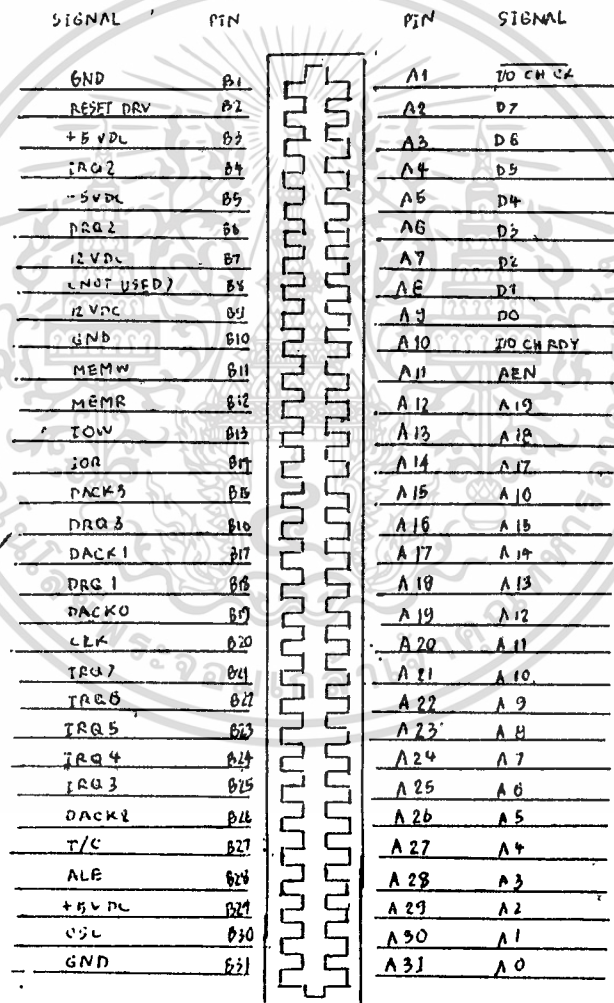 SIGNAL PIN PIN SIGNAL
GND B1 A1 I/O CH CK
RESET DRV B2 A2 D7
+5 VDC B3 A3 D6
IRQ2 B4 A4 D5
-5VDC B5 A5 D4
DRQ2 B6 A6 D3
12 VDC B7 A7 D2
(NOT USED) B8 A8 D1
12 VDC B9 A9 D0
GND B10 A10 I/O CH RDY
MEMW B11 A11 AEN
MEMR B12 A12 A19
IOW B13 A13 A18
IOR B14 A14 A17
DACK3 B15 A15 A16
DRQ3 B16 A16 A15
DACK1 B17 A17 A14
DRQ1 B18 A18 A13
DACK0 B19 A19 A12
CLK B20 A20 A11
IRQ7 B21 A21 A10
IRQ6 B22 A22 A9
IRQ5 B23 A23 A8
IRQ4 B24 A24 A7
IRQ3 B25 A25 A6
DACK2 B26 A26 A5
T/C B27 A27 A4
ALE B28 A28 A3
+5VDC B29 A29 A2
OSC B30 A30 A1
GND B31 A31 A0